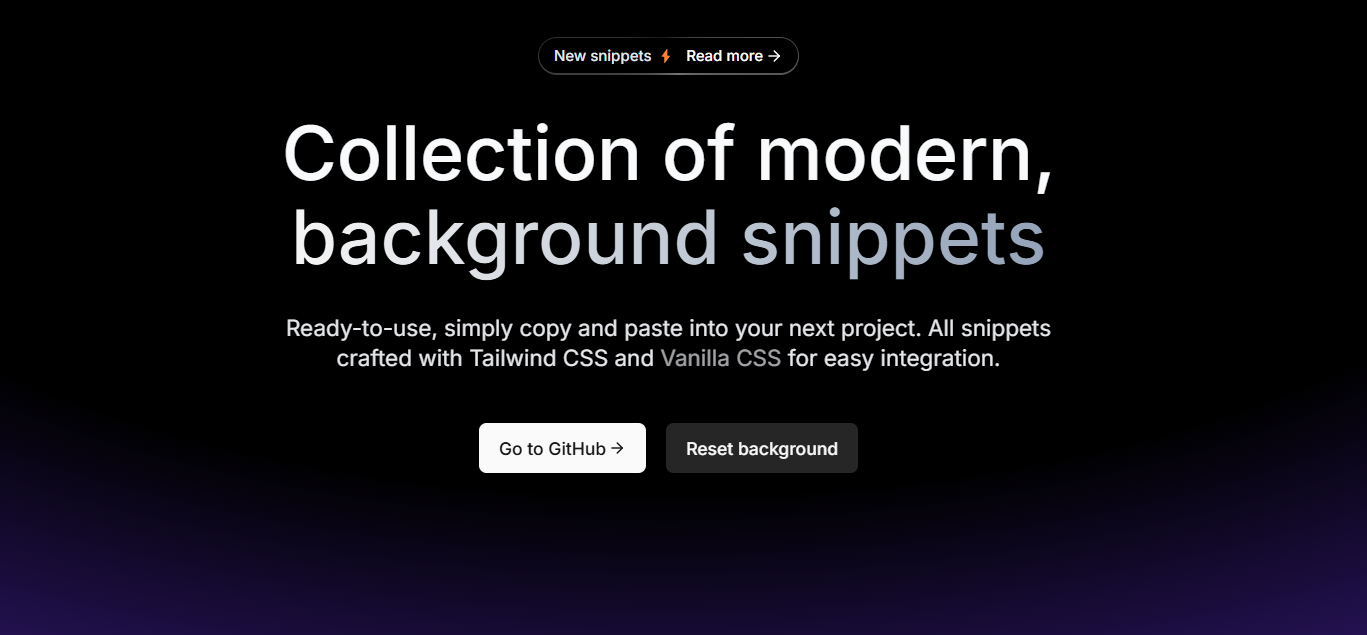 New snippets ⚡ Read more →
Collection of modern,
background snippets
Ready-to-use, simply copy and paste into your next project. All snippets
crafted with Tailwind CSS and Vanilla CSS for easy integration.
Go to GitHub → Reset background